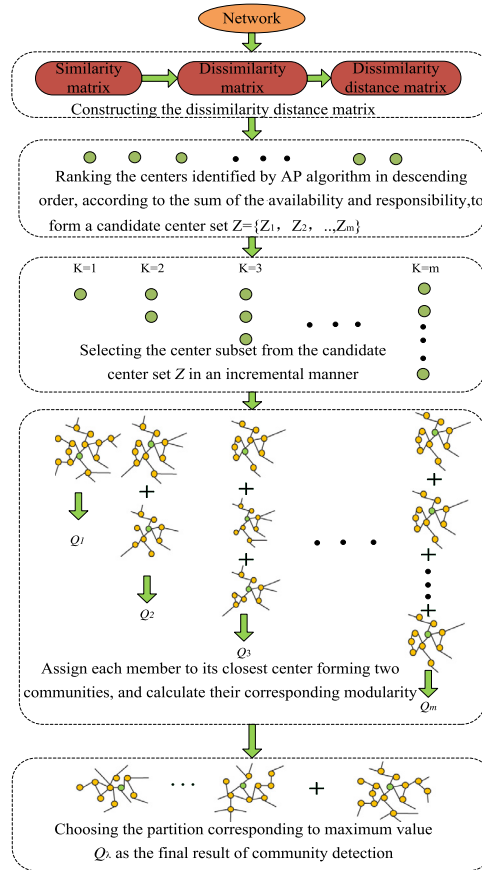 Network
Similarity matrix
Dissimilarity matrix
Dissimilarity distance matrix
Constructing the dissimilarity distance matrix
Ranking the centers identified by AP algorithm in descending
order, according to the sum of the availability and responsibility,to
form a candidate center set Z={Z1, Z2, ..,Zm}
K=1 K=2 K=3 K=m
Selecting the center subset from the candidate
center set Z in an incremental manner
+ + +
+ +
+
Q1
Q2
Q3
Assign each member to its closest center forming two
communities, and calculate their corresponding modularity
Qm
+
Choosing the partition corresponding to maximum value
Qλ as the final result of community detection